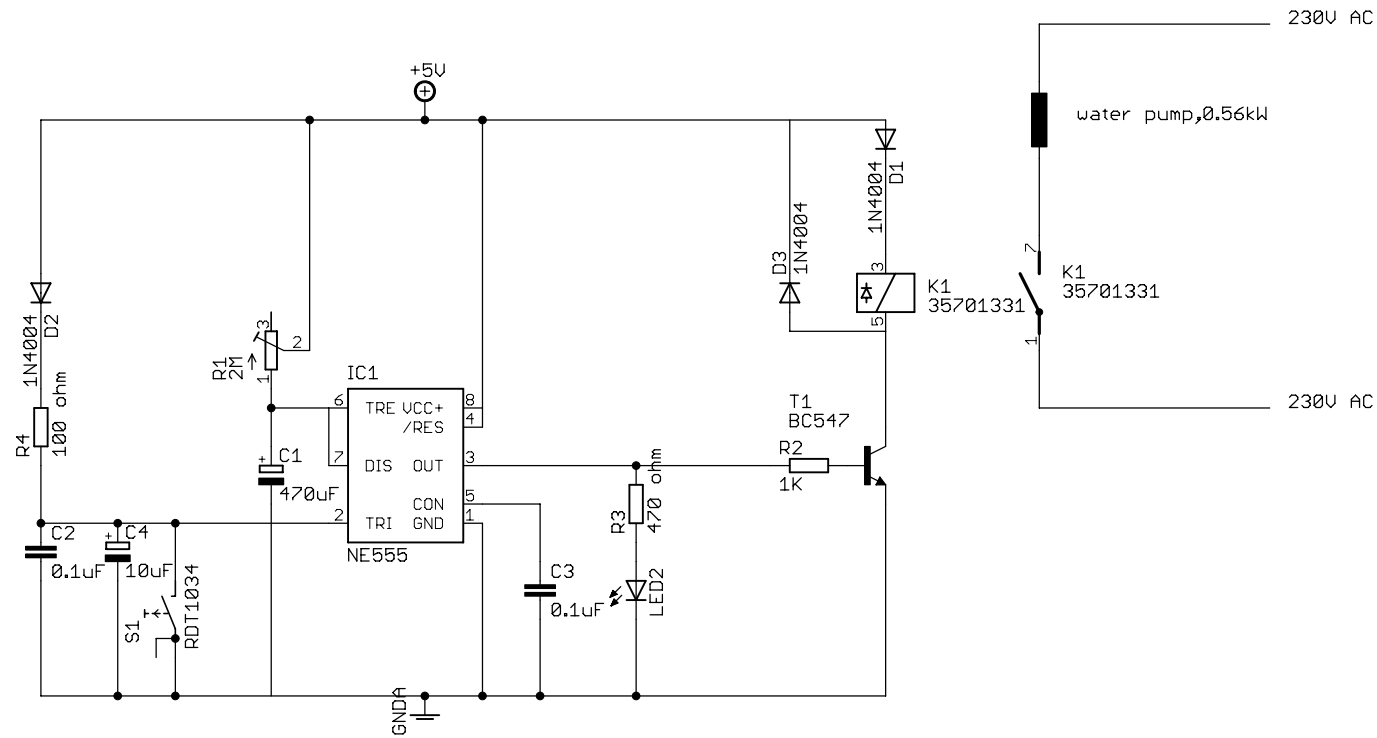 230V AC
+5V
water pump,0.56kW
1N4004
D1
1N4004
D3
7
K1
35701331
1
3
K1
35701331
5
1N4004
D2
3
2
R1
2M
1
IC1
6
TRE
VCC+
8
/RES
4
7
DIS
OUT
3
CON
5
2
TRI
GND
1
NE555
R4
100 ohm
+
C1
470uF
230V AC
T1
BC547
R2
1K
R3
470 ohm
C2
0.1uF
+
C4
10uF
S1
RDT1034
C3
0.1uF
LED2
GNDA